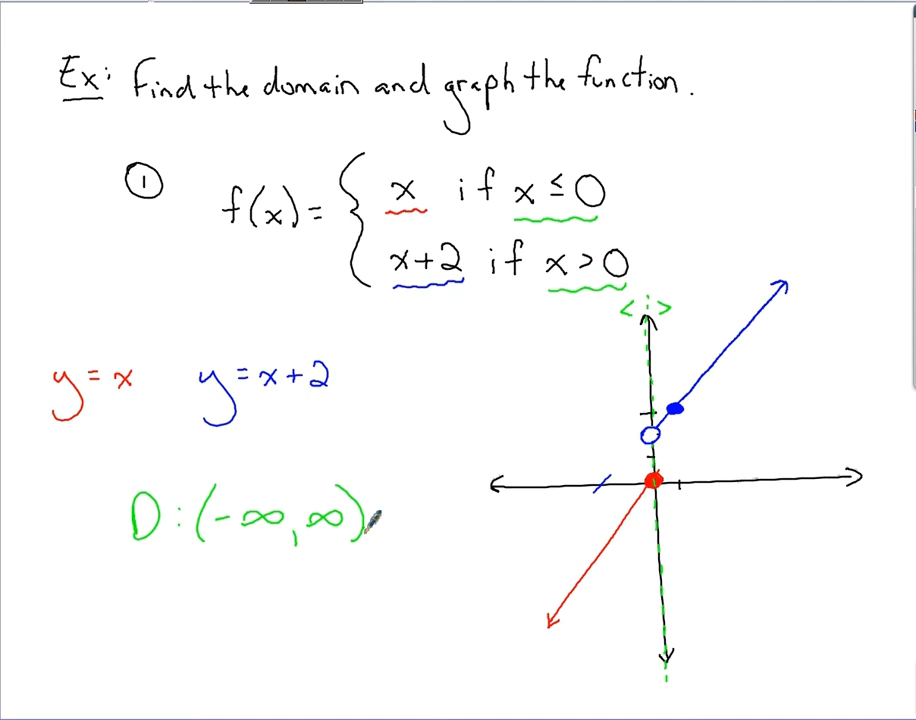 Ex: Find the domain and graph the function.
① f(x) = { x if x ≤ 0
x+2 if x > 0
y = x y = x+2
D: (-∞, ∞)